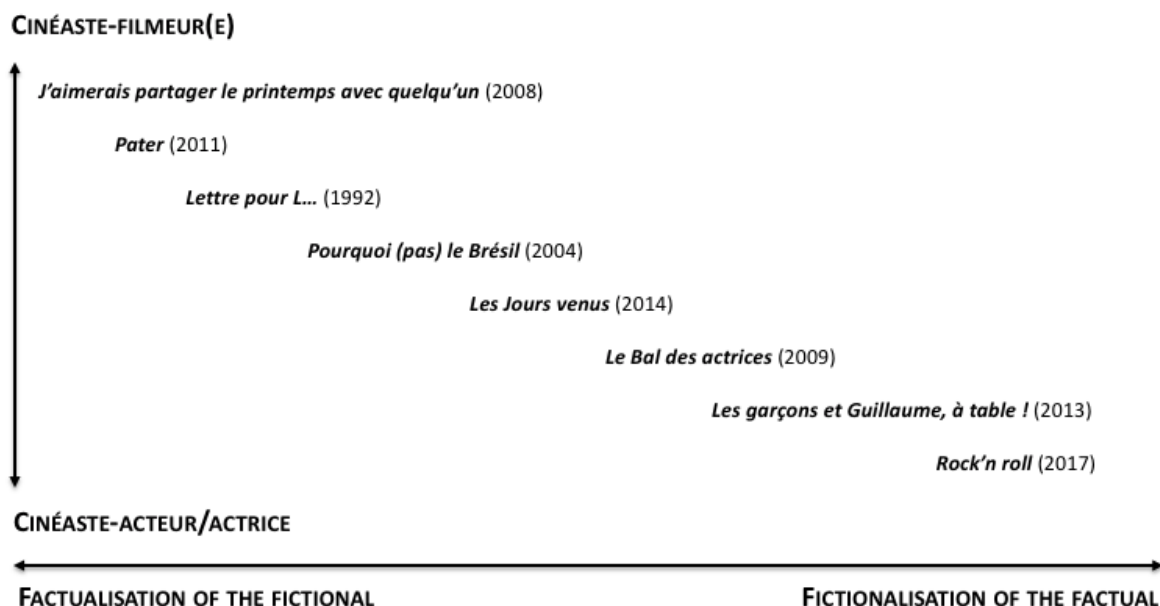 CINÉASTE-FILMEUR(E)
J’aimerais partager le printemps avec quelqu’un (2008)
Pater (2011)
Lettre pour L… (1992)
Pourquoi (pas) le Brésil (2004)
Les Jours venus (2014)
Le Bal des actrices (2009)
Les garçons et Guillaume, à table ! (2013)
Rock’n roll (2017)
CINÉASTE-ACTEUR/ACTRICE
FACTUALISATION OF THE FICTIONAL FICTIONALISATION OF THE FACTUAL